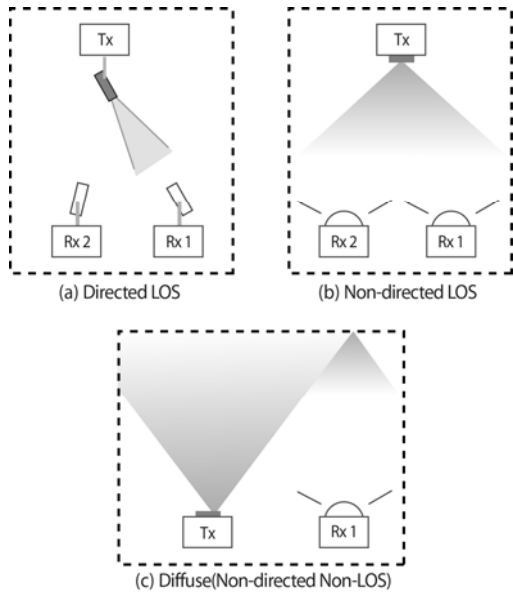 Tx
Rx 2
Rx 1
(a) Directed LOS
Tx
Rx 2
Rx 1
(b) Non-directed LOS
Tx
Rx 1
(c) Diffuse(Non-directed Non-LOS)